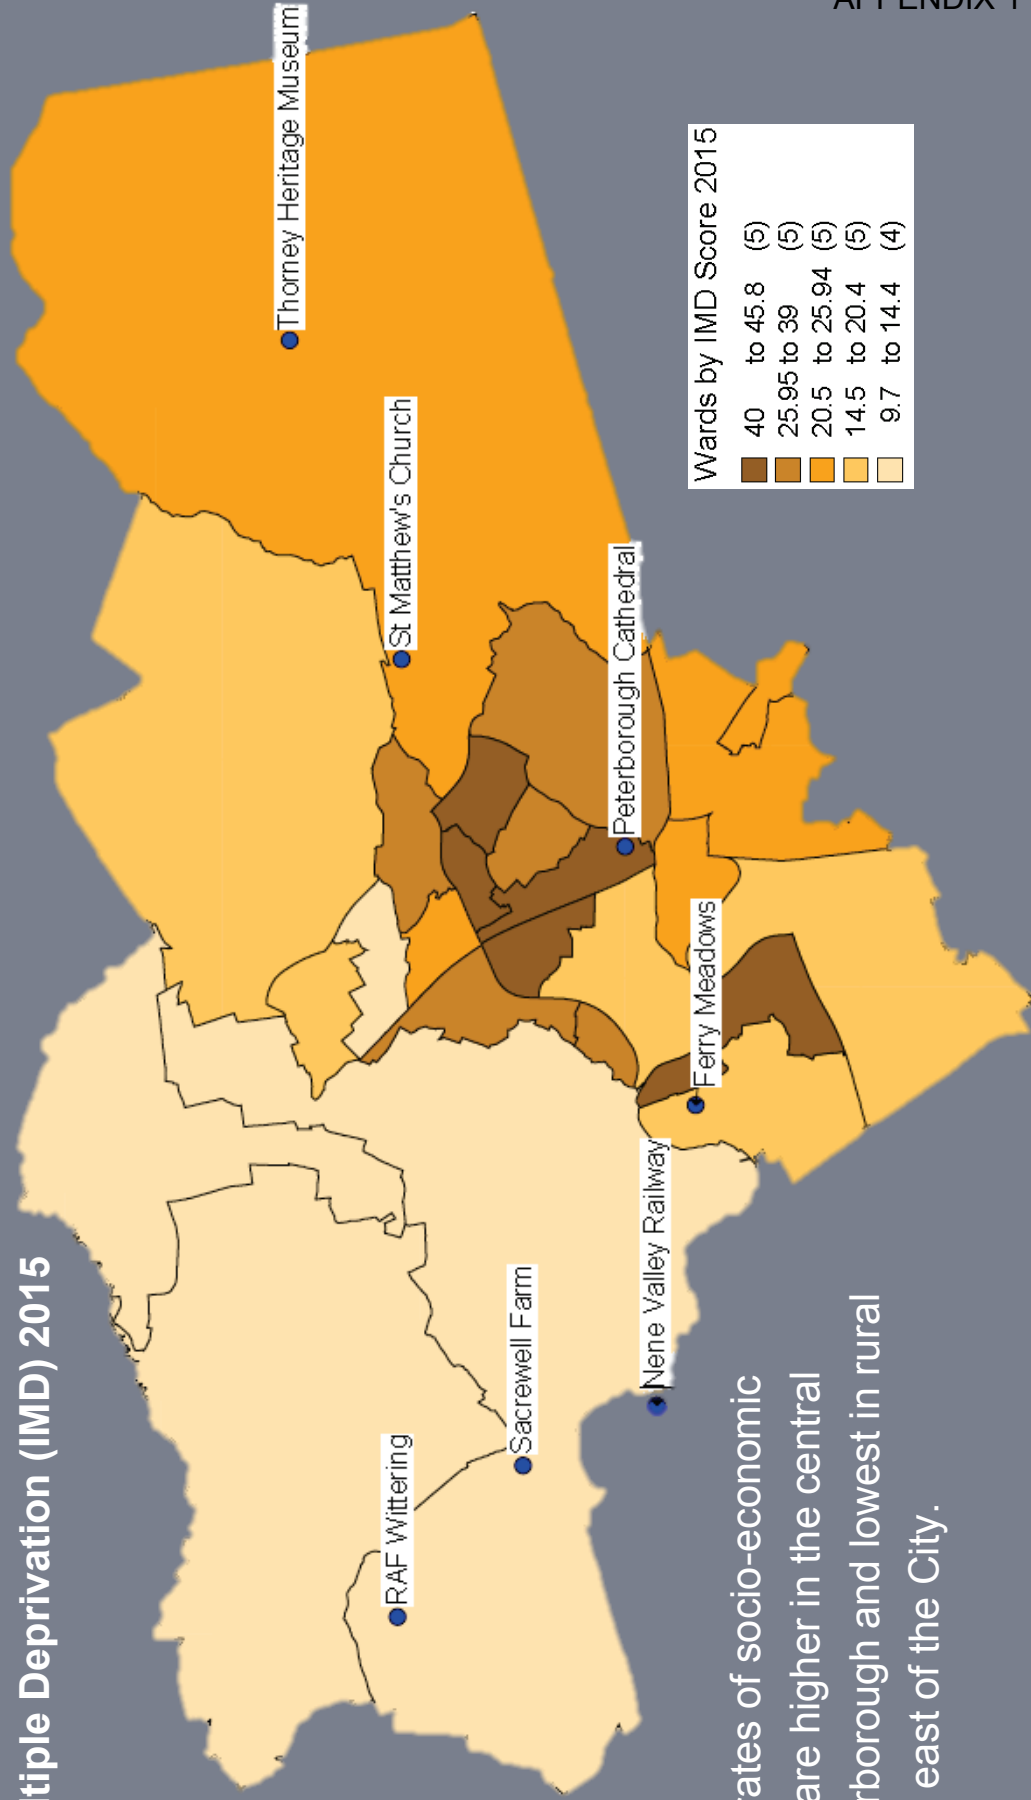 APPENDIX 1
tiple Deprivation (IMD) 2015
Thorney Heritage Museum
St Matthew's Church
Peterborough Cathedral
Ferry Meadows
Nene Valley Railway
Sacrewell Farm
RAF Wittering
Wards by IMD Score 2015
40 to 45.8 (5)
25.95 to 39 (5)
20.5 to 25.94 (5)
14.5 to 20.4 (5)
9.7 to 14.4 (4)
ates of socio-economic
are higher in the central
rborough and lowest in rural
east of the City.